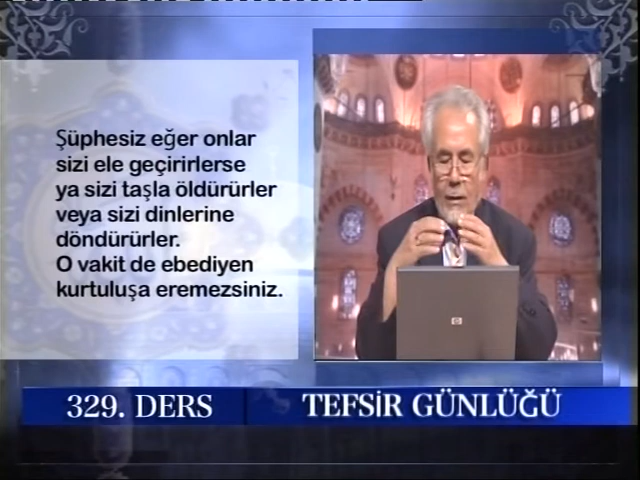 Şüphesiz eğer onlar
sizi ele geçirirlerse
ya sizi taşla öldürürler
veya sizi dinlerine
döndürürler.
O vakit de ebediyen
kurtuluşa eremezsiniz.
hp
329. DERS
TEFSİR GÜNLÜĞÜ